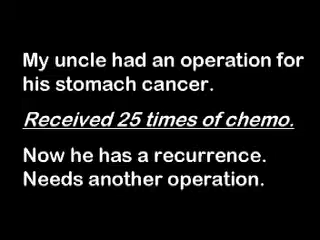 My uncle had an operation for
his stomach cancer.
Received 25 times of chemo.
Now he has a recurrence.
Needs another operation.